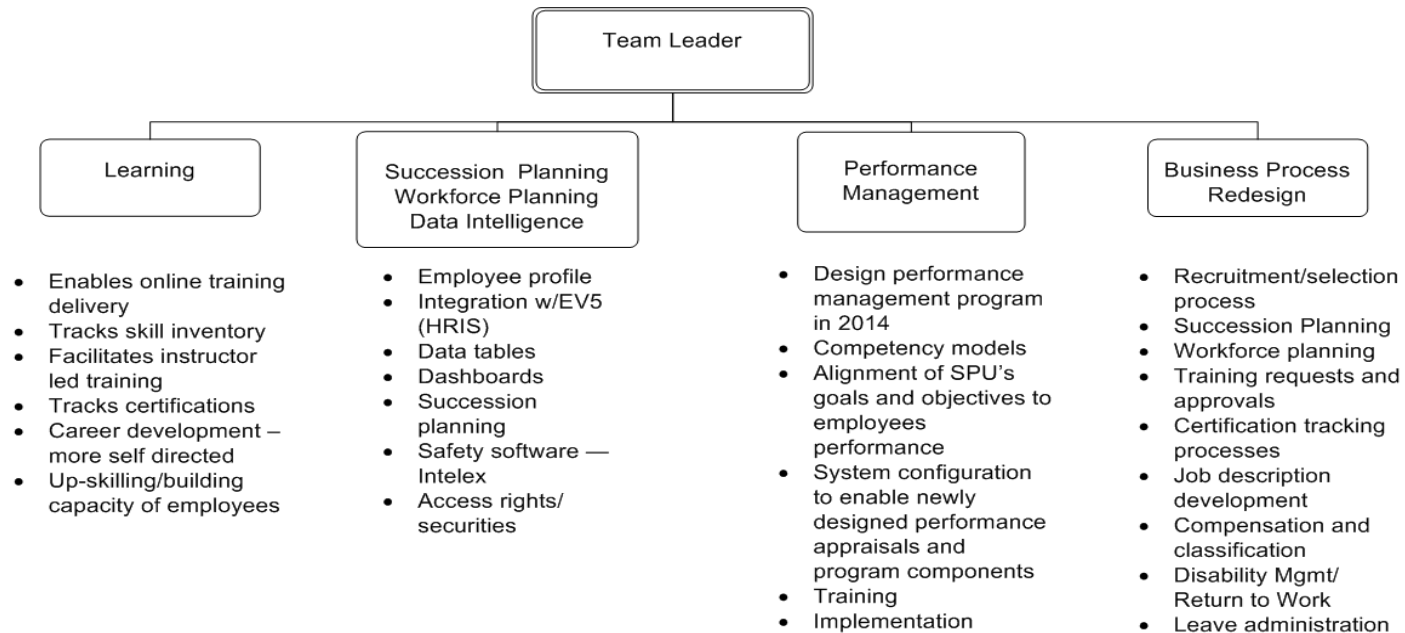 Team Leader
Learning
Succession Planning
Workforce Planning
Data Intelligence
Performance
Management
Business Process
Redesign
• Enables online training
delivery
• Tracks skill inventory
• Facilitates instructor
led training
• Tracks certifications
• Career development –
more self directed
• Up-skilling/building
capacity of employees
• Employee profile
• Integration w/EV5
(HRIS)
• Data tables
• Dashboards
• Succession
planning
• Safety software —
Intelex
• Access rights/
securities
• Design performance
management program
in 2014
• Competency models
• Alignment of SPU's
goals and objectives to
employees
performance
• System configuration
to enable newly
designed performance
appraisals and
program components
• Training
• Implementation
• Recruitment/selection
process
• Succession Planning
• Workforce planning
• Training requests and
approvals
• Certification tracking
processes
• Job description
development
• Compensation and
classification
• Disability Mgmt/
Return to Work
• Leave administration